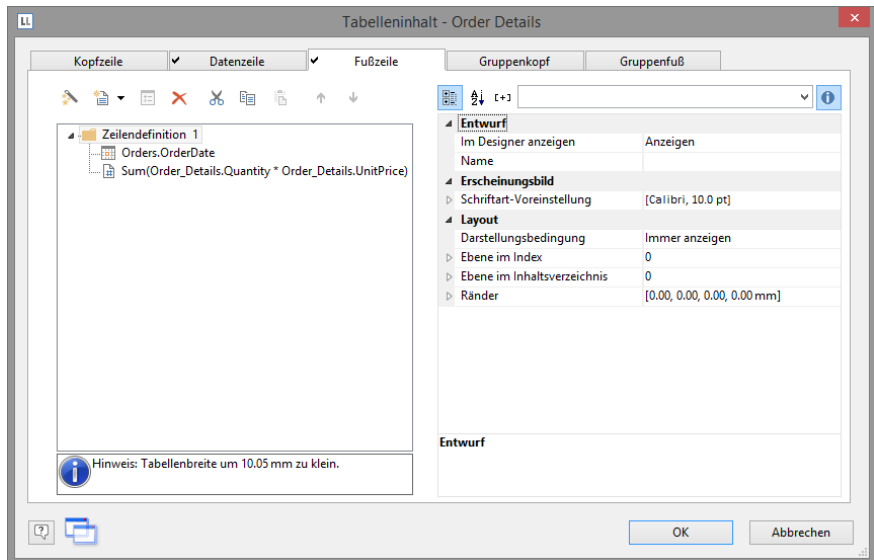 LL
Tabelleninhalt - Order Details
Kopfzeile
Datenzeile
Fußzeile
Gruppenkopf
Gruppenfuß
Zeilendefinition 1
Orders.OrderDate
Sum(Order_Details.Quantity * Order_Details.UnitPrice)
Hinweis: Tabellenbreite um 10.05 mm zu klein.
[+]
Entwurf
Im Designer anzeigen Anzeigen
Name
Erscheinungsbild
Schriftart-Voreinstellung [Calibri, 10.0 pt]
Layout
Darstellungsbedingung Immer anzeigen
Ebene im Index 0
Ebene im Inhaltsverzeichnis 0
Ränder [0.00, 0.00, 0.00, 0.00 mm]
Entwurf
OK Abbrechen